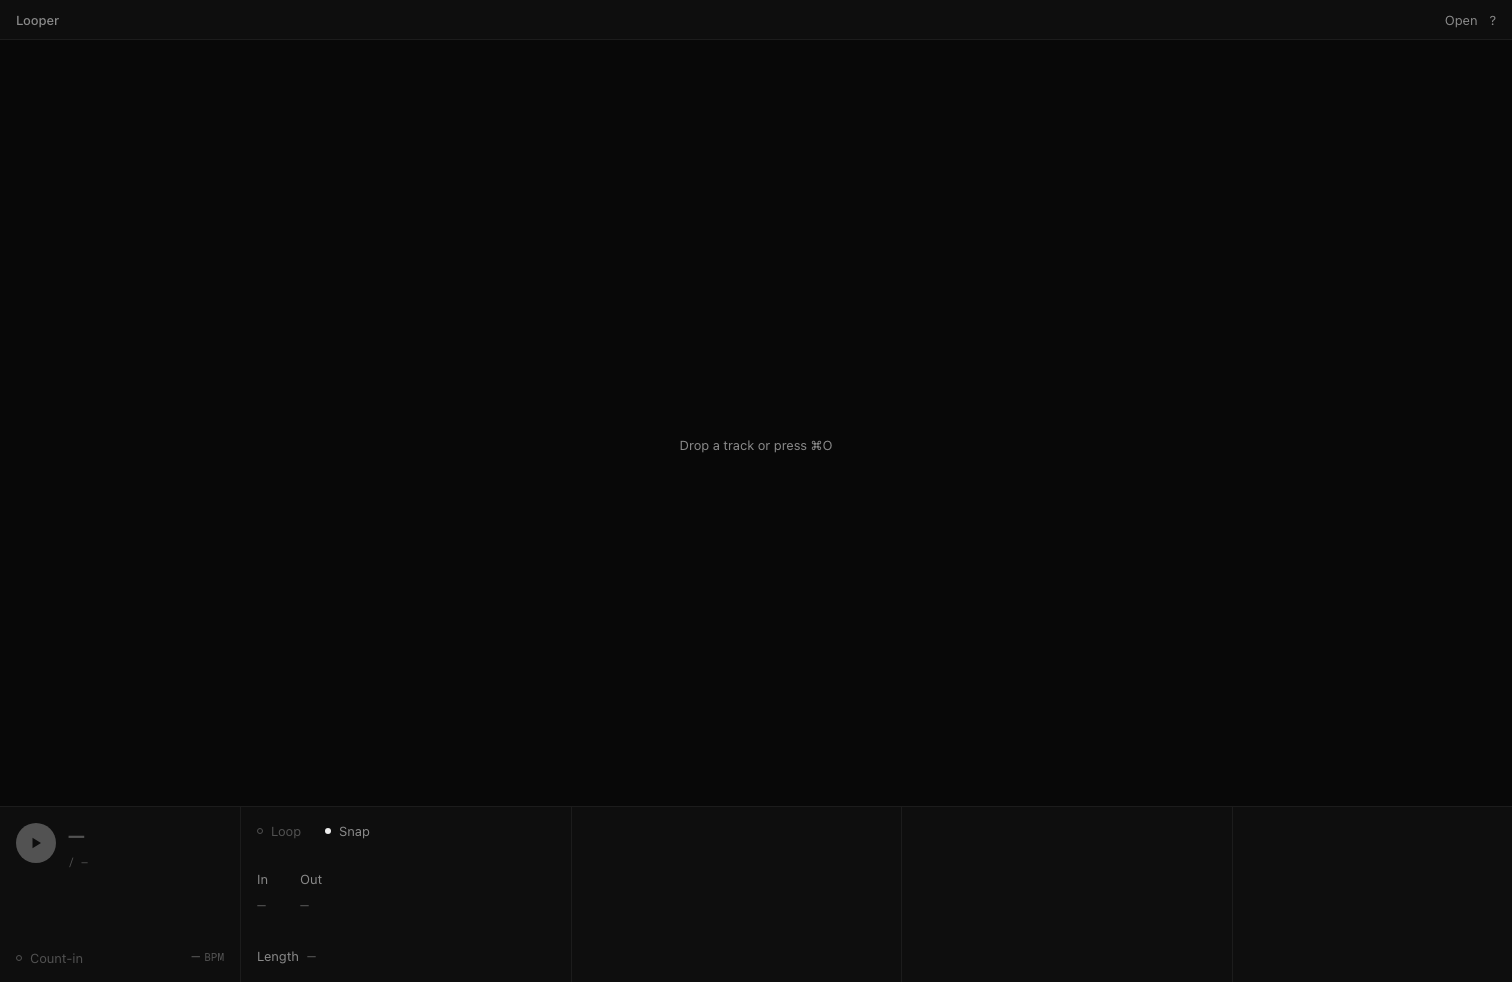 Looper
Open ?
Drop a track or press ⌘O
—
/ –
Count-in
– BPM
Loop Snap
In Out
– –
Length –